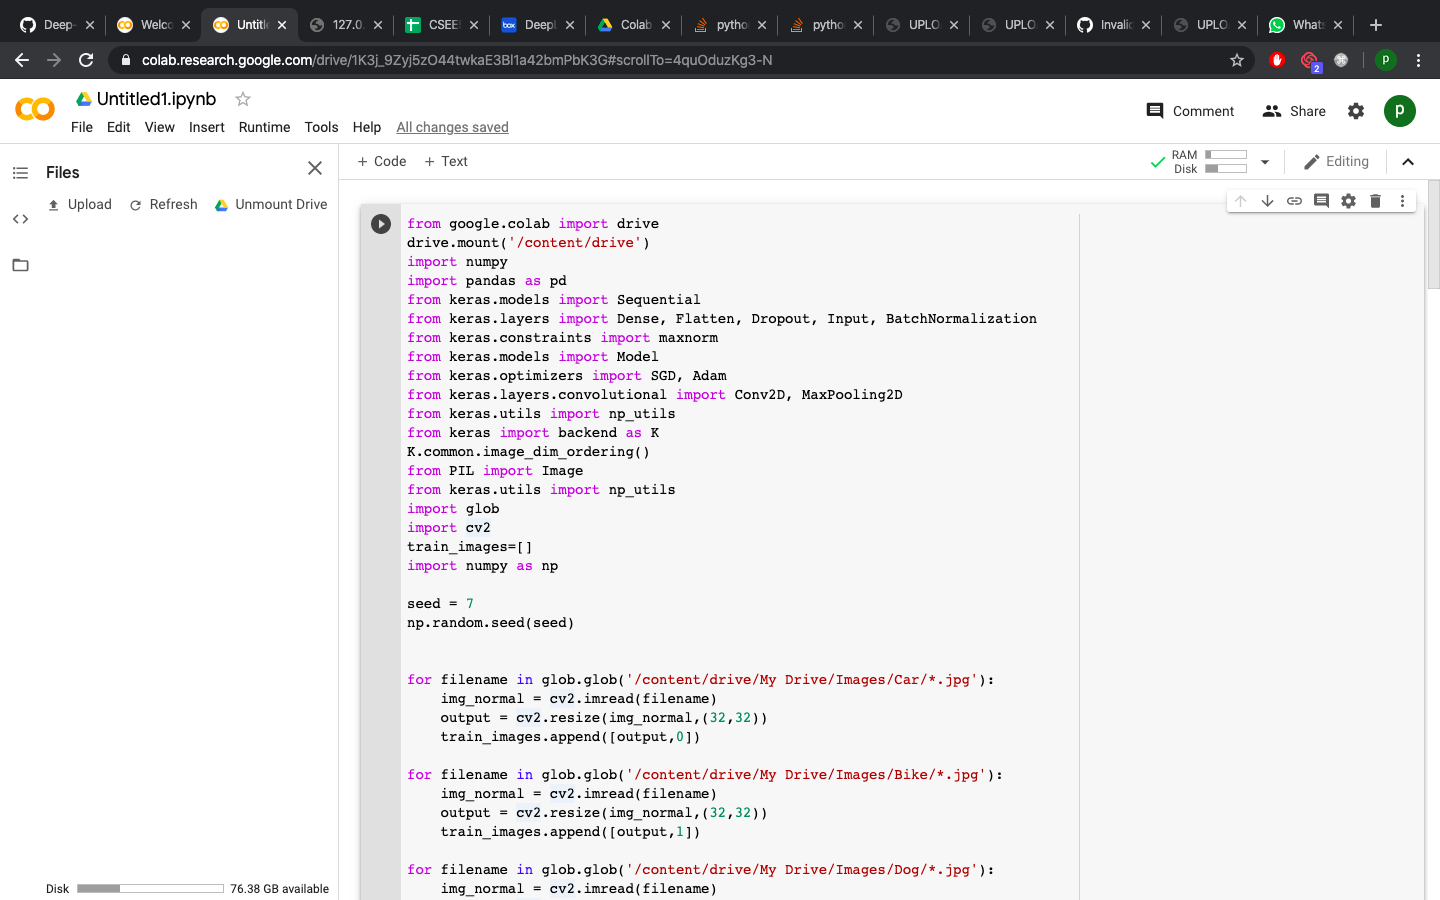 Deep-
Welco
Untitle
127.0.
CSEE
DeepL
Colab
pytho
pytho
UPLO
UPLO
Invalid
UPLO
Whats
colab.research.google.com/drive/1K3j_9Zyj5zO44twkaE3Bl1a42bmPbK3G#scrollTo=4quOduzKg3-N
2
p
Untitled1.ipynb
File Edit View Insert Runtime Tools Help All changes saved
Comment
Share
p
Files
Upload
Refresh
Unmount Drive
+ Code
+ Text
RAM
Disk
Editing
from google.colab import drive
drive.mount('/content/drive')
import numpy
import pandas as pd
from keras.models import Sequential
from keras.layers import Dense, Flatten, Dropout, Input, BatchNormalization
from keras.constraints import maxnorm
from keras.models import Model
from keras.optimizers import SGD, Adam
from keras.layers.convolutional import Conv2D, MaxPooling2D
from keras.utils import np_utils
from keras import backend as K
K.common.image_dim_ordering()
from PIL import Image
from keras.utils import np_utils
import glob
import cv2
train_images=[]
import numpy as np
seed = 7
np.random.seed(seed)
for filename in glob.glob('/content/drive/My Drive/Images/Car/*.jpg'):
img_normal = cv2.imread(filename)
output = cv2.resize(img_normal,(32,32))
train_images.append([output,0])
for filename in glob.glob('/content/drive/My Drive/Images/Bike/*.jpg'):
img_normal = cv2.imread(filename)
output = cv2.resize(img_normal,(32,32))
train_images.append([output,1])
for filename in glob.glob('/content/drive/My Drive/Images/Dog/*.jpg'):
img_normal = cv2.imread(filename)
Disk
76.38 GB available